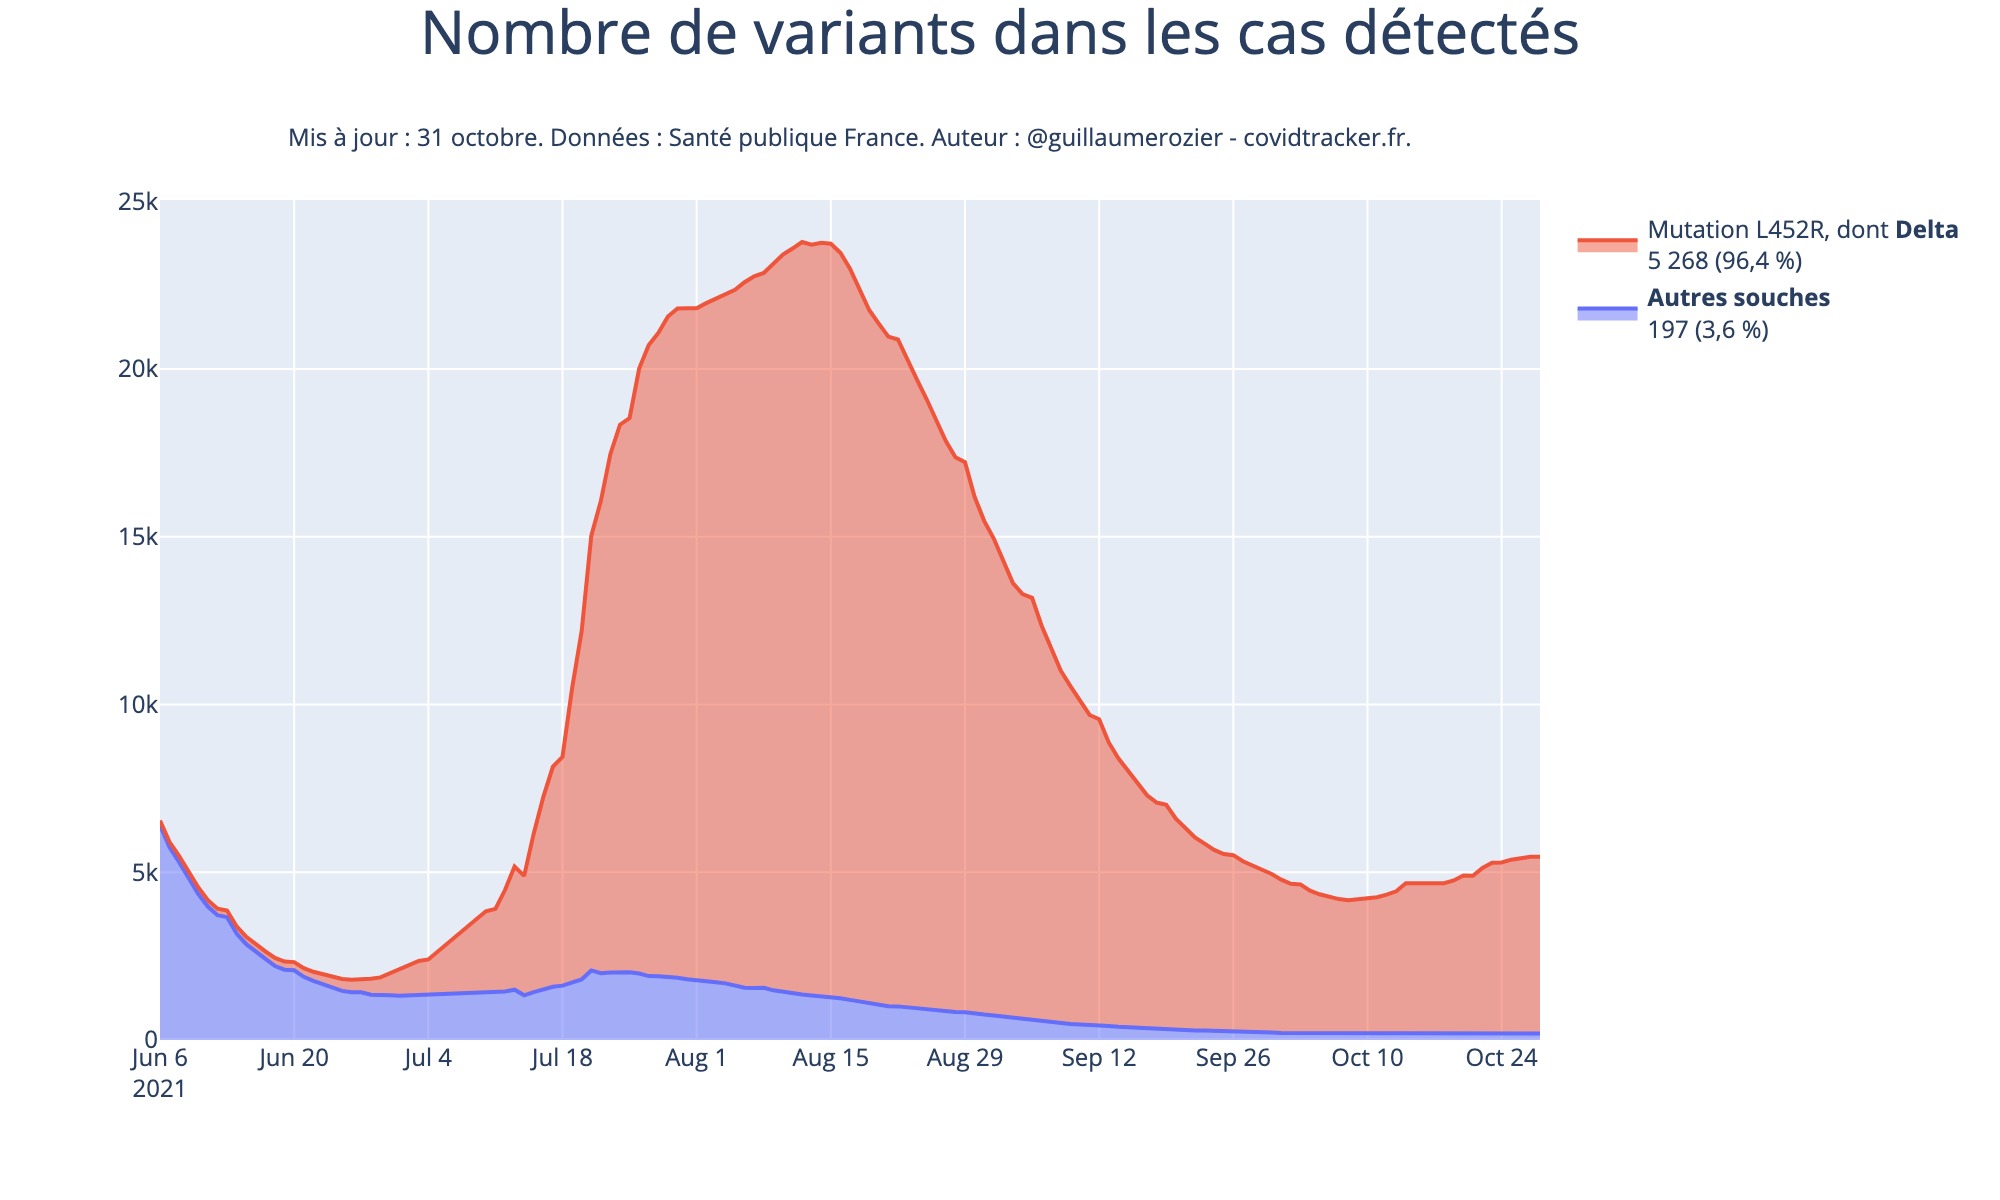 Nombre de variants dans les cas détectés
Mis à jour : 31 octobre. Données : Santé publique France. Auteur : @guillaumerozier - covidtracker.fr.
25k
20k
15k
10k
5k
0
Jun 6
2021
Jun 20
Jul 4
Jul 18
Aug 1
Aug 15
Aug 29
Sep 12
Sep 26
Oct 10
Oct 24
Mutation L452R, dont Delta
5 268 (96,4 %)
Autres souches
197 (3,6 %)